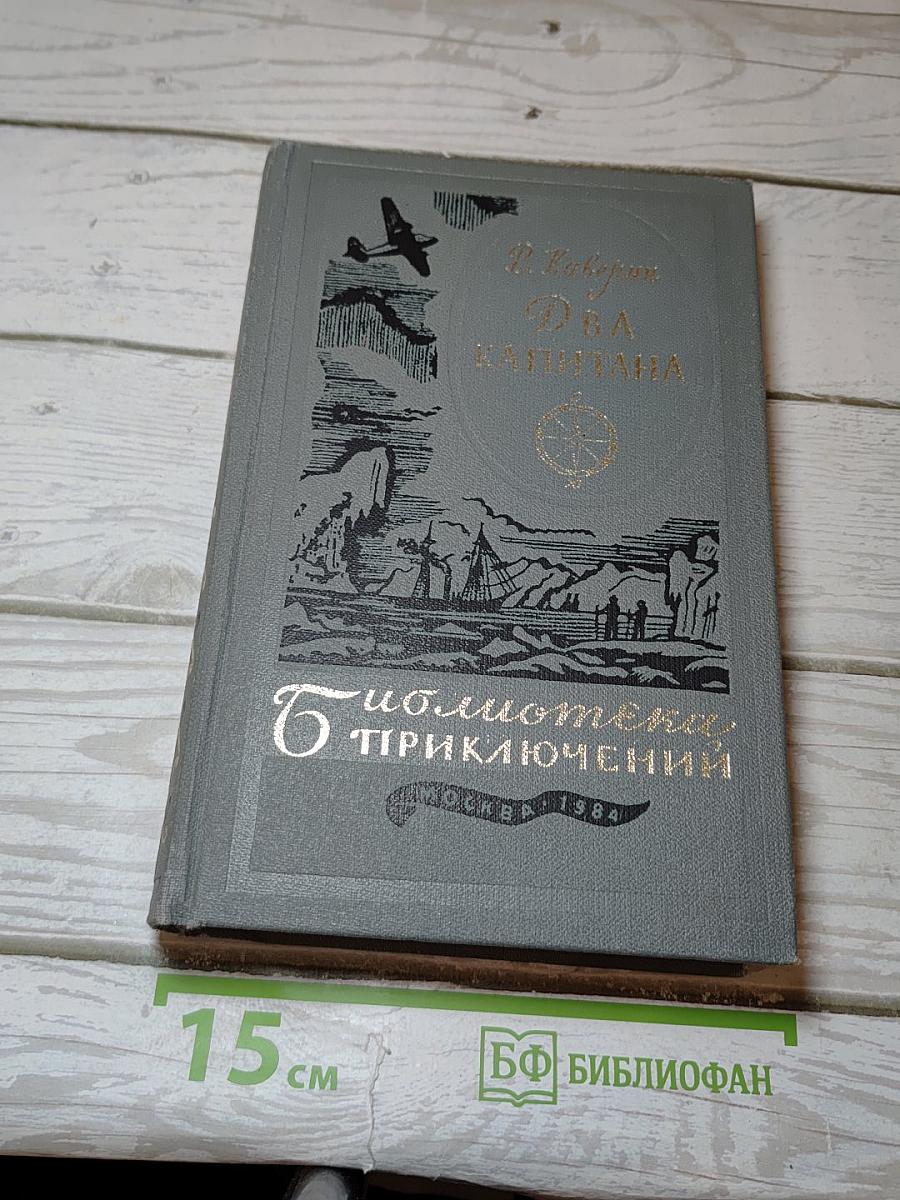 В. Каверин
ДВА
КАПИТАНА
Библиотека
ПРИКЛЮЧЕНИЙ
МОСКВА · 1984
15 см
БФ БИБЛИОФАН